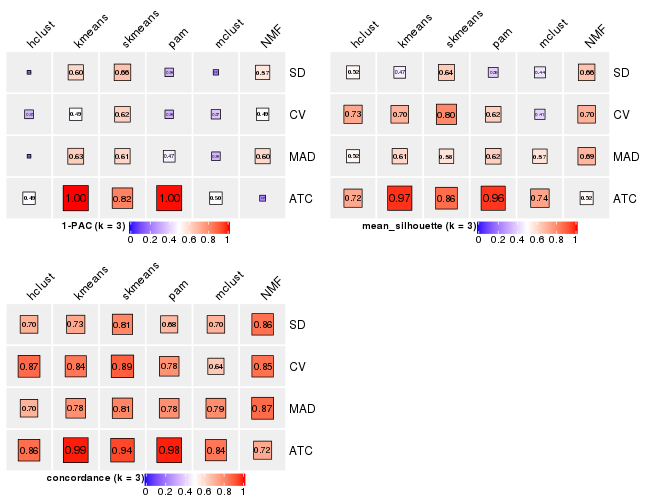 hclust kmeans skmeans pam mclust NMF
0.60 0.66 0.57 SD
0.49 0.62 0.49 CV
0.63 0.61 0.47 0.60 MAD
0.49 1.00 0.82 1.00 0.50 ATC
1-PAC (k = 3)
0 0.2 0.4 0.6 0.8 1
hclust kmeans skmeans pam mclust NMF
0.52 0.47 0.64 0.44 0.66 SD
0.73 0.70 0.80 0.62 0.41 0.70 CV
0.52 0.61 0.58 0.62 0.57 0.69 MAD
0.72 0.97 0.86 0.96 0.74 0.52 ATC
mean_silhouette (k = 3)
0 0.2 0.4 0.6 0.8 1
hclust kmeans skmeans pam mclust NMF
0.70 0.73 0.81 0.68 0.70 0.86 SD
0.87 0.84 0.89 0.78 0.64 0.85 CV
0.70 0.78 0.81 0.78 0.79 0.87 MAD
0.86 0.99 0.94 0.98 0.84 0.72 ATC
concordance (k = 3)
0 0.2 0.4 0.6 0.8 1